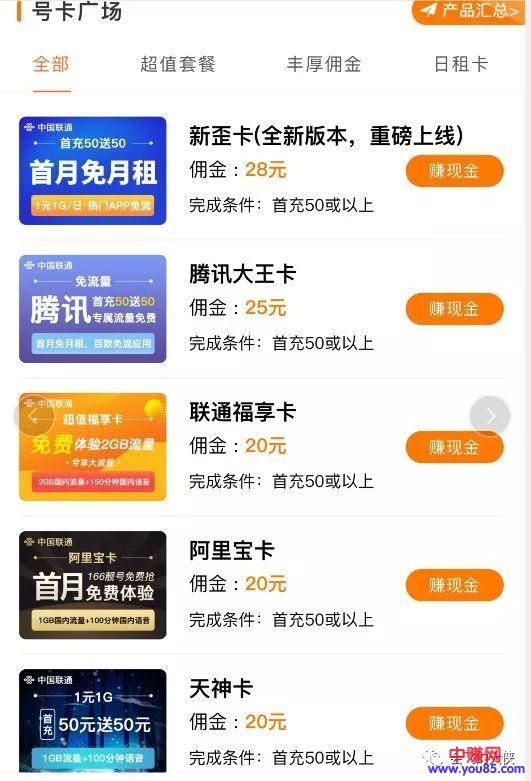 号卡广场
产品汇总>
全部
超值套餐
丰厚佣金
日租卡
中国联通
首充50送50
首月免月租
1元1G/日·热门APP免流
新歪卡(全新版本，重磅上线)
佣金：28元
完成条件：首充50或以上
赚现金
中国联通
免流量
腾讯
首充50送50
专属流量免费
首月免月租，百款免流应用
腾讯大王卡
佣金：25元
完成条件：首充50或以上
赚现金
中国联通
超值福享卡
免费体验2GB流量
·专享大流量·
2GB国内流量+150分钟国内语音
联通福享卡
佣金：20元
完成条件：首充50或以上
赚现金
中国联通
阿里宝卡
首月
166靓号免费抢
免费体验
1GB国内流量+100分钟国内语音
阿里宝卡
佣金：20元
完成条件：首充50或以上
赚现金
中国联通
1元1G
首充
50元送50元
1GB流量+100分钟语音
天神卡
佣金：20元
完成条件：首充50或以上
赚现金
中赚网
www.you85.com